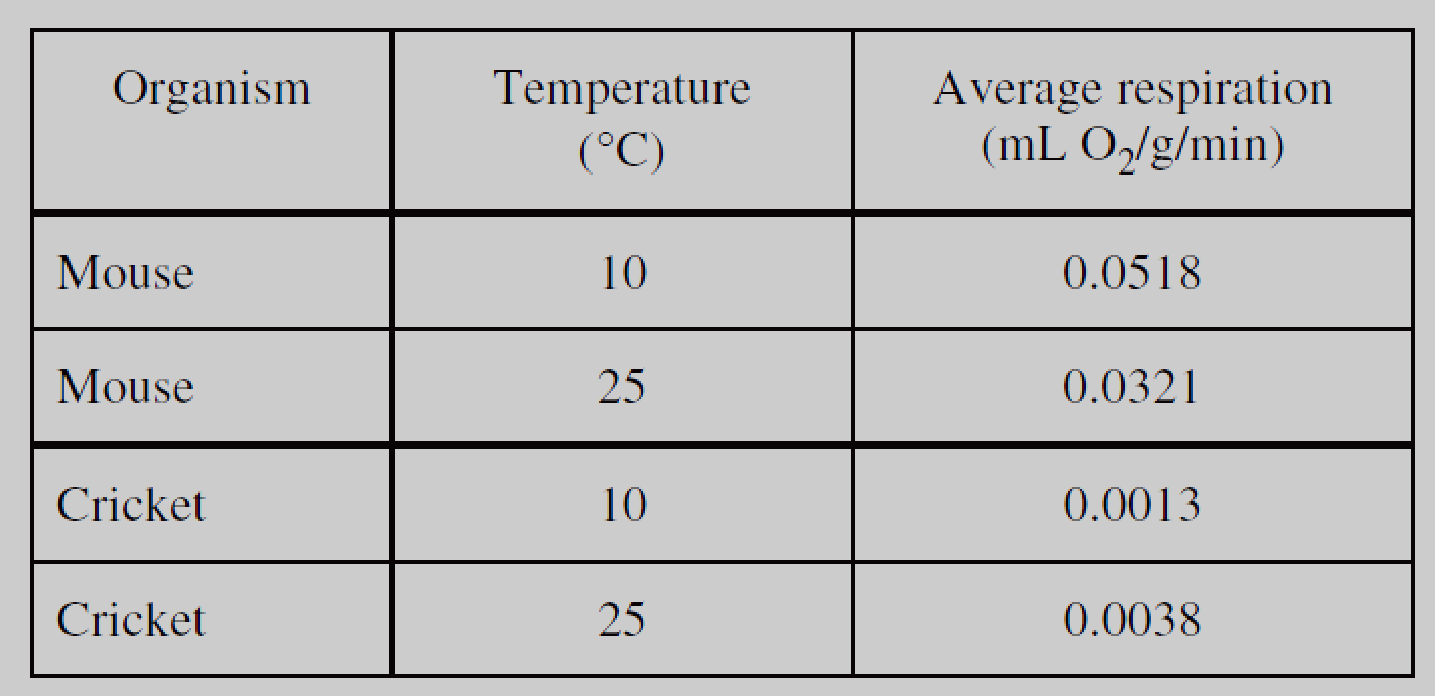 Organism Temperature Average respiration
(°C) (mL O₂/g/min)
Mouse 10 0.0518
Mouse 25 0.0321
Cricket 10 0.0013
Cricket 25 0.0038